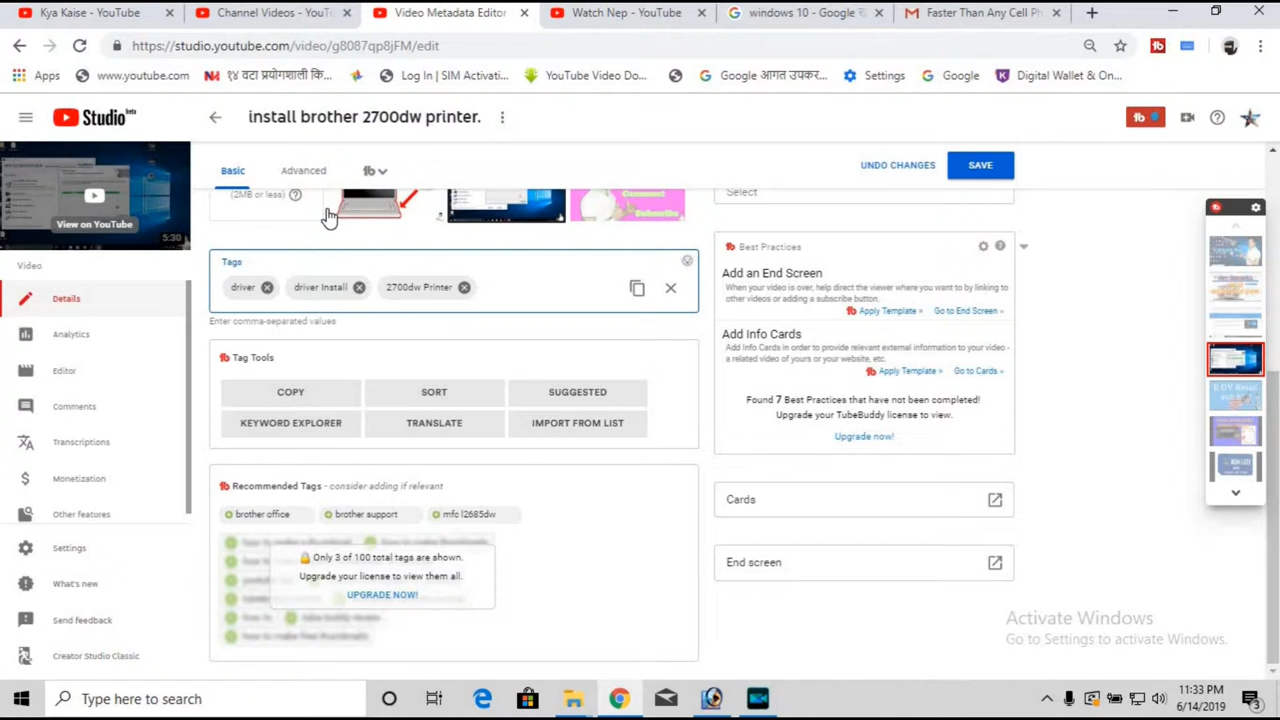 Kya Kaise - YouTube
Channel Videos - YouT
Video Metadata Editor
Watch Nep - YouTube
windows 10 - Google
Faster Than Any Cell Ph
https://studio.youtube.com/video/g8087qp8jFM/edit
Apps
www.youtube.com
१४ वटा प्रयोगशाली कि...
Log In | SIM Activati...
YouTube Video Do...
Google आगत उपकर...
Settings
Google
Digital Wallet & On...
Studio beta
install brother 2700dw printer.
Basic
Advanced
UNDO CHANGES
SAVE
View on YouTube
5:30
(2MB or less)
Select
Video
Details
Analytics
Editor
Comments
Transcriptions
Monetization
Other features
Settings
What's new
Send feedback
Creator Studio Classic
Tags
driver
driver Install
2700dw Printer
Enter comma-separated values
Tag Tools
COPY
SORT
SUGGESTED
KEYWORD EXPLORER
TRANSLATE
IMPORT FROM LIST
Recommended Tags - consider adding if relevant
brother office
brother support
mfc l2685dw
Only 3 of 100 total tags are shown.
Upgrade your license to view them all.
UPGRADE NOW!
Best Practices
Add an End Screen
When your video is over, help direct the viewer where you want by linking to
other videos or adding a subscribe button.
Apply Template »
Go to End Screen »
Add Info Cards
Add Info Cards in order to provide relevant external information to your video -
a related video of yours or your website, etc.
Apply Template »
Go to Cards »
Found 7 Best Practices that have not been completed!
Upgrade your TubeBuddy license to view.
Upgrade now!
Cards
End screen
Activate Windows
Go to Settings to activate Windows.
Type here to search
11:33 PM
6/14/2019
3